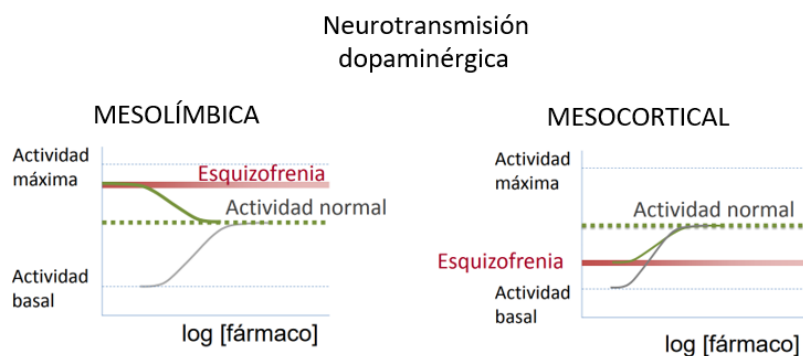 Neurotransmisión
dopaminérgica
MESOLÍMBICA
Actividad
máxima
Esquizofrenia
Actividad normal
Actividad
basal
log [fármaco]
MESOCORTICAL
Actividad
máxima
Actividad normal
Esquizofrenia
Actividad
basal
log [fármaco]